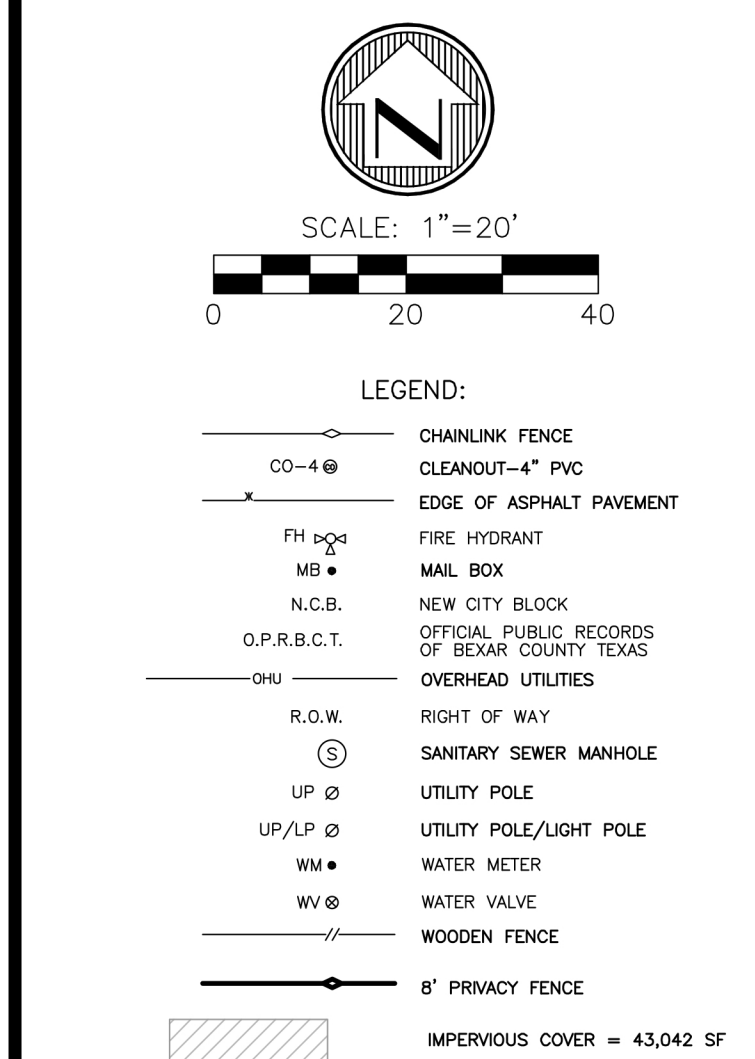 N
SCALE: 1"=20'
0 20 40
LEGEND:
CHAINLINK FENCE
CO-4 CO CLEANOUT-4" PVC
EDGE OF ASPHALT PAVEMENT
FH FIRE HYDRANT
MB MAIL BOX
N.C.B. NEW CITY BLOCK
O.P.R.B.C.T. OFFICIAL PUBLIC RECORDS
OF BEXAR COUNTY TEXAS
OHU OVERHEAD UTILITIES
R.O.W. RIGHT OF WAY
S SANITARY SEWER MANHOLE
UP UTILITY POLE
UP/LP UTILITY POLE/LIGHT POLE
WM WATER METER
WV WATER VALVE
WOODEN FENCE
8' PRIVACY FENCE
IMPERVIOUS COVER = 43,042 SF